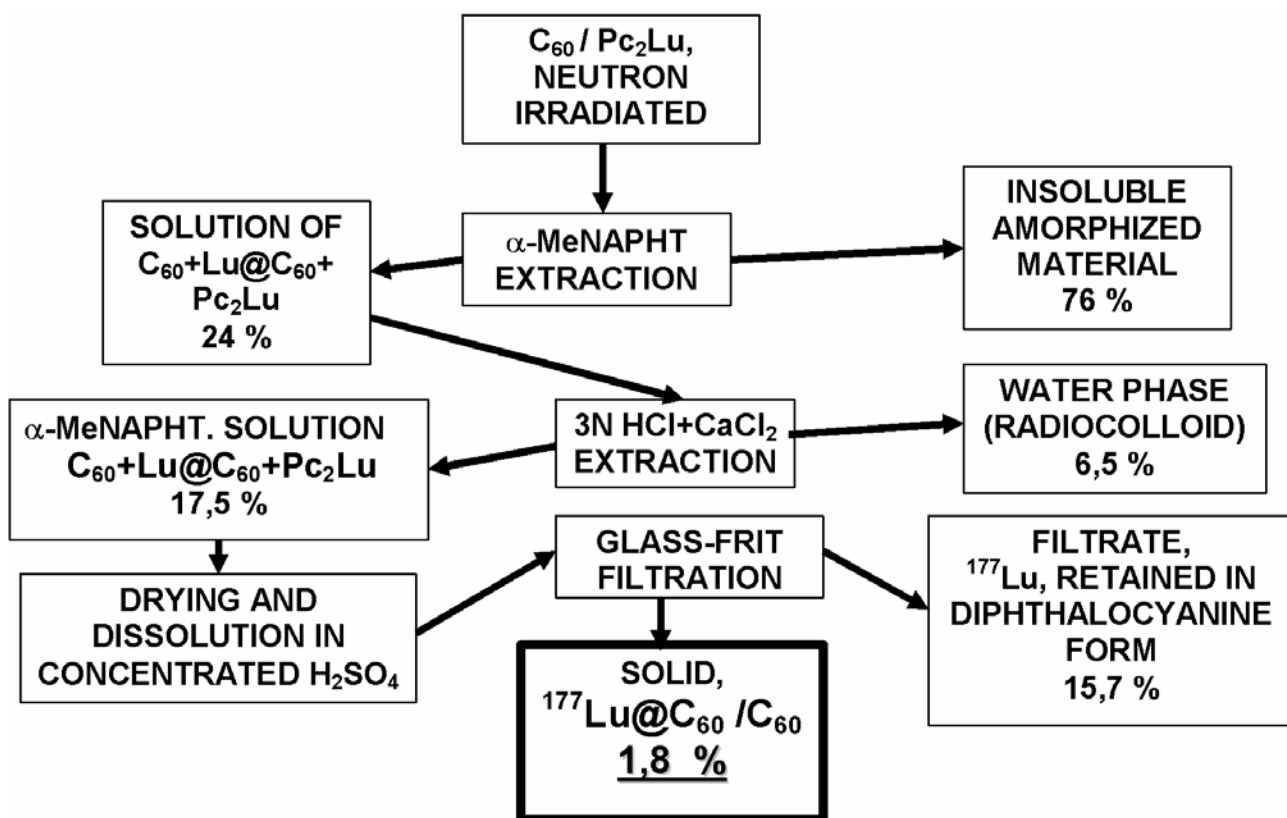 C₆₀ / Pc₂Lu,
NEUTRON
IRRADIATED
α-MeNAPHT
EXTRACTION
INSOLUBLE
AMORPHIZED
MATERIAL
76 %
SOLUTION OF
C₆₀+Lu@C₆₀+
Pc₂Lu
24 %
3N HCl+CaCl₂
EXTRACTION
WATER PHASE
(RADIOCOLLOID)
6,5 %
α-MeNAPHT. SOLUTION
C₆₀+Lu@C₆₀+Pc₂Lu
17,5 %
DRYING AND
DISSOLUTION IN
CONCENTRATED H₂SO₄
GLASS-FRIT
FILTRATION
FILTRATE,
¹⁷⁷Lu, RETAINED IN
DIPHTHALOCYANINE
FORM
15,7 %
SOLID,
¹⁷⁷Lu@C₆₀ /C₆₀
1,8 %